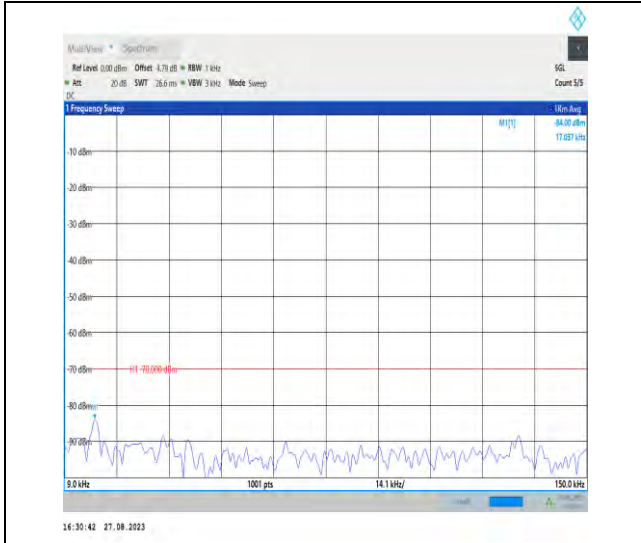 MultiView Spectrum
Ref Level 0.00 dBm Offset 4.70 dB RBW 1 kHz SGL
Att 20 dB SWT 26.6 ms VBW 3 kHz Mode Sweep Count 5/5
DC
1 Frequency Sweep 1Rm Avg
M1[1] -84.00 dBm
17.037 kHz
-10 dBm
-20 dBm
-30 dBm
-40 dBm
-50 dBm
-60 dBm
-70 dBm H1 -70.000 dBm
-80 dBm
-90 dBm
9.0 kHz 1001 pts 14.1 kHz/ 150.0 kHz
16:30:42 27.08.2023